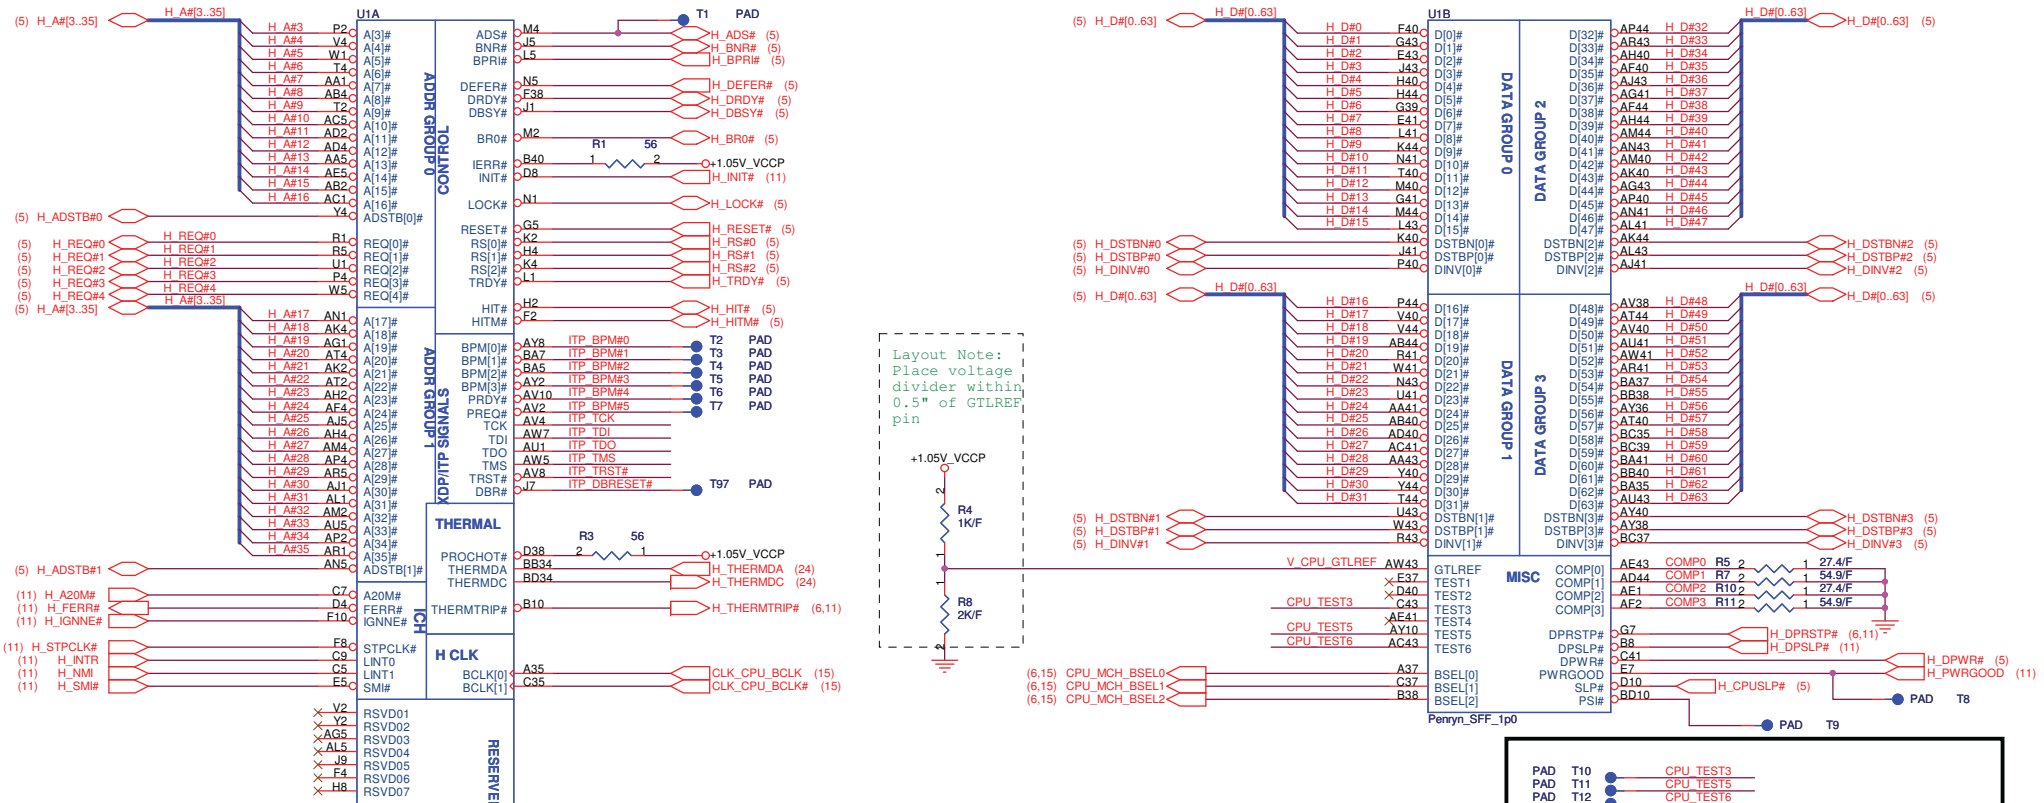 U1A
(5) H_A#[3..35] H_A#[3..35]
H_A#3 P2 A[3]#
H_A#4 V4 A[4]#
H_A#5 W1 A[5]#
H_A#6 T4 A[6]#
H_A#7 AA1 A[7]#
H_A#8 AB4 A[8]#
H_A#9 T2 A[9]#
H_A#10 AC5 A[10]#
H_A#11 AD2 A[11]#
H_A#12 AD4 A[12]#
H_A#13 AA5 A[13]#
H_A#14 AE5 A[14]#
H_A#15 AB2 A[15]#
H_A#16 AC1 A[16]#
(5) H_ADSTB#0 Y4 ADSTB[0]#
(5) H_REQ#0 H_REQ#0 R1 REQ[0]#
(5) H_REQ#1 H_REQ#1 R5 REQ[1]#
(5) H_REQ#2 H_REQ#2 U1 REQ[2]#
(5) H_REQ#3 H_REQ#3 P4 REQ[3]#
(5) H_REQ#4 H_REQ#4 W5 REQ[4]#
(5) H_A#[3..35] H_A#[3..35]
H_A#17 AN1 A[17]#
H_A#18 AK4 A[18]#
H_A#19 AG1 A[19]#
H_A#20 AT4 A[20]#
H_A#21 AK2 A[21]#
H_A#22 AT2 A[22]#
H_A#23 AH2 A[23]#
H_A#24 AF4 A[24]#
H_A#25 AJ5 A[25]#
H_A#26 AH4 A[26]#
H_A#27 AM4 A[27]#
H_A#28 AP4 A[28]#
H_A#29 AR5 A[29]#
H_A#30 AJ1 A[30]#
H_A#31 AL1 A[31]#
H_A#32 AM2 A[32]#
H_A#33 AU5 A[33]#
H_A#34 AP2 A[34]#
H_A#35 AR1 A[35]#
(5) H_ADSTB#1 AN5 ADSTB[1]#
(11) H_A20M# C7 A20M#
(11) H_FERR# D4 FERR#
(11) H_IGNNE# F10 IGNNE#
(11) H_STPCLK# F8 STPCLK#
(11) H_INTR C9 LINT0
(11) H_NMI C5 LINT1
(11) H_SMI# E5 SMI#
V2 RSVD01
Y2 RSVD02
AG5 RSVD03
AL5 RSVD04
J9 RSVD05
F4 RSVD06
H8 RSVD07
ADDR GROUP 0
CONTROL
ADDR GROUP 1
XDP/ITP SIGNALS
THERMAL
ICH
H CLK
RESERVED
T1 PAD
ADS# M4 H_ADS# (5)
BNR# J5 H_BNR# (5)
BPRI# L5 H_BPRI# (5)
DEFER# N5 H_DEFER# (5)
DRDY# F38 H_DRDY# (5)
DBSY# J1 H_DBSY# (5)
BR0# M2 H_BR0# (5)
R1 56
IERR# B40 1 2 +1.05V_VCCP
INIT# D8 H_INIT# (11)
LOCK# N1 H_LOCK# (5)
RESET# G5 H_RESET# (5)
RS[0]# K2 H_RS#0 (5)
RS[1]# H4 H_RS#1 (5)
RS[2]# K4 H_RS#2 (5)
TRDY# L1 H_TRDY# (5)
HIT# H2 H_HIT# (5)
HITM# F2 H_HITM# (5)
BPM[0]# AY8 ITP_BPM#0 T2 PAD
BPM[1]# BA7 ITP_BPM#1 T3 PAD
BPM[2]# BA5 ITP_BPM#2 T4 PAD
BPM[3]# AY2 ITP_BPM#3 T5 PAD
PRDY# AV10 ITP_BPM#4 T6 PAD
PREQ# AV2 ITP_BPM#5 T7 PAD
TCK AV4 ITP_TCK
TDI AW7 ITP_TDI
TDO AU1 ITP_TDO
TMS AW5 ITP_TMS
TRST# AV8 ITP_TRST#
DBR# J7 ITP_DBRESET# T97 PAD
R3 56
PROCHOT# D38 2 1 +1.05V_VCCP
THERMDA BB34 H_THERMDA (24)
THERMDC BD34 H_THERMDC (24)
THERMTRIP# B10 H_THERMTRIP# (6,11)
BCLK[0] A35 CLK_CPU_BCLK (15)
BCLK[1] C35 CLK_CPU_BCLK# (15)
Layout Note:
Place voltage
divider within
0.5" of GTLREF
pin
+1.05V_VCCP
2
R4
1K/F
1
1
R8
2K/F
2
U1B
(5) H_D#[0..63] H_D#[0..63]
H_D#0 F40 D[0]#
H_D#1 G43 D[1]#
H_D#2 E43 D[2]#
H_D#3 J43 D[3]#
H_D#4 H40 D[4]#
H_D#5 H44 D[5]#
H_D#6 G39 D[6]#
H_D#7 E41 D[7]#
H_D#8 L41 D[8]#
H_D#9 K44 D[9]#
H_D#10 N41 D[10]#
H_D#11 T40 D[11]#
H_D#12 M40 D[12]#
H_D#13 G41 D[13]#
H_D#14 M44 D[14]#
H_D#15 L43 D[15]#
(5) H_DSTBN#0 K40 DSTBN[0]#
(5) H_DSTBP#0 J41 DSTBP[0]#
(5) H_DINV#0 P40 DINV[0]#
(5) H_D#[0..63] H_D#[0..63]
H_D#16 P44 D[16]#
H_D#17 V40 D[17]#
H_D#18 V44 D[18]#
H_D#19 AB44 D[19]#
H_D#20 R41 D[20]#
H_D#21 W41 D[21]#
H_D#22 N43 D[22]#
H_D#23 U41 D[23]#
H_D#24 AA41 D[24]#
H_D#25 AB40 D[25]#
H_D#26 AD40 D[26]#
H_D#27 AC41 D[27]#
H_D#28 AA43 D[28]#
H_D#29 Y40 D[29]#
H_D#30 Y44 D[30]#
H_D#31 T44 D[31]#
(5) H_DSTBN#1 U43 DSTBN[1]#
(5) H_DSTBP#1 W43 DSTBP[1]#
(5) H_DINV#1 R43 DINV[1]#
V_CPU_GTLREF AW43 GTLREF
E37 TEST1
D40 TEST2
CPU_TEST3 C43 TEST3
AE41 TEST4
CPU_TEST5 AY10 TEST5
CPU_TEST6 AC43 TEST6
(6,15) CPU_MCH_BSEL0 A37 BSEL[0]
(6,15) CPU_MCH_BSEL1 C37 BSEL[1]
(6,15) CPU_MCH_BSEL2 B38 BSEL[2]
Penryn_SFF_1p0
DATA GROUP 0
DATA GROUP 2
DATA GROUP 1
DATA GROUP 3
MISC
H_D#[0..63] H_D#[0..63] (5)
D[32]# AP44 H_D#32
D[33]# AR43 H_D#33
D[34]# AH40 H_D#34
D[35]# AF40 H_D#35
D[36]# AJ43 H_D#36
D[37]# AG41 H_D#37
D[38]# AF44 H_D#38
D[39]# AH44 H_D#39
D[40]# AM44 H_D#40
D[41]# AN43 H_D#41
D[42]# AM40 H_D#42
D[43]# AK40 H_D#43
D[44]# AG43 H_D#44
D[45]# AP40 H_D#45
D[46]# AN41 H_D#46
D[47]# AL41 H_D#47
DSTBN[2]# AK44 H_DSTBN#2 (5)
DSTBP[2]# AL43 H_DSTBP#2 (5)
DINV[2]# AJ41 H_DINV#2 (5)
H_D#[0..63] H_D#[0..63] (5)
D[48]# AV38 H_D#48
D[49]# AT44 H_D#49
D[50]# AV40 H_D#50
D[51]# AU41 H_D#51
D[52]# AW41 H_D#52
D[53]# AR41 H_D#53
D[54]# BA37 H_D#54
D[55]# BB38 H_D#55
D[56]# AY36 H_D#56
D[57]# AT40 H_D#57
D[58]# BC35 H_D#58
D[59]# BC39 H_D#59
D[60]# BA41 H_D#60
D[61]# BB40 H_D#61
D[62]# BA35 H_D#62
D[63]# AU43 H_D#63
DSTBN[3]# AY40 H_DSTBN#3 (5)
DSTBP[3]# AY38 H_DSTBP#3 (5)
DINV[3]# BC37 H_DINV#3 (5)
COMP[0] AE43 COMP0 R5 2 1 27.4/F
COMP[1] AD44 COMP1 R7 2 1 54.9/F
COMP[2] AE1 COMP2 R10 2 1 27.4/F
COMP[3] AF2 COMP3 R11 2 1 54.9/F
DPRSTP# G7 H_DPRSTP# (6,11)
DPSLP# B8 H_DPSLP# (11)
DPWR# C41 H_DPWR# (5)
PWRGOOD E7 H_PWRGOOD (11)
SLP# D10 H_CPUSLP# (5)
PSI# BD10
PAD T8
PAD T9
PAD T10 CPU_TEST3
PAD T11 CPU_TEST5
PAD T12 CPU_TEST6